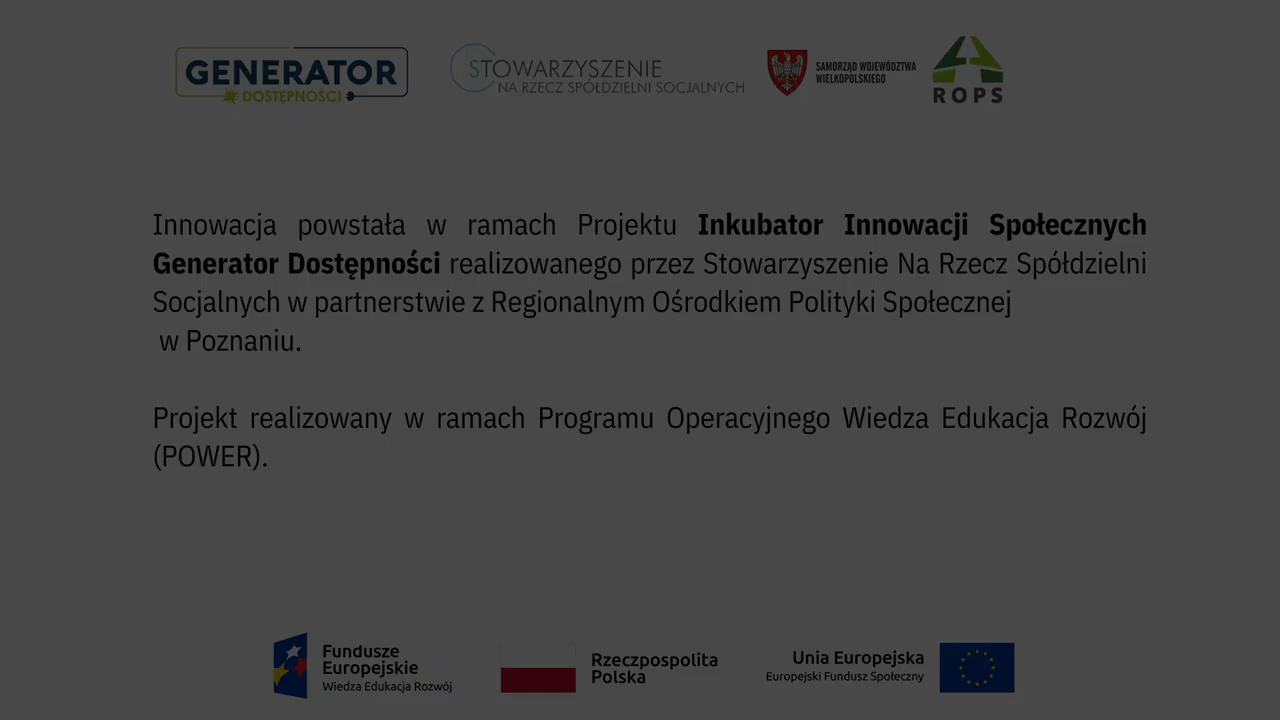 GENERATOR
DOSTĘPNOŚCI
STOWARZYSZENIE
NA RZECZ SPÓŁDZIELNI SOCJALNYCH
SAMORZĄD WOJEWÓDZTWA
WIELKOPOLSKIEGO
ROPS
Innowacja powstała w ramach Projektu Inkubator Innowacji Społecznych
Generator Dostępności realizowanego przez Stowarzyszenie Na Rzecz Spółdzielni
Socjalnych w partnerstwie z Regionalnym Ośrodkiem Polityki Społecznej
w Poznaniu.
Projekt realizowany w ramach Programu Operacyjnego Wiedza Edukacja Rozwój
(POWER).
Fundusze
Europejskie
Wiedza Edukacja Rozwój
Rzeczpospolita
Polska
Unia Europejska
Europejski Fundusz Społeczny